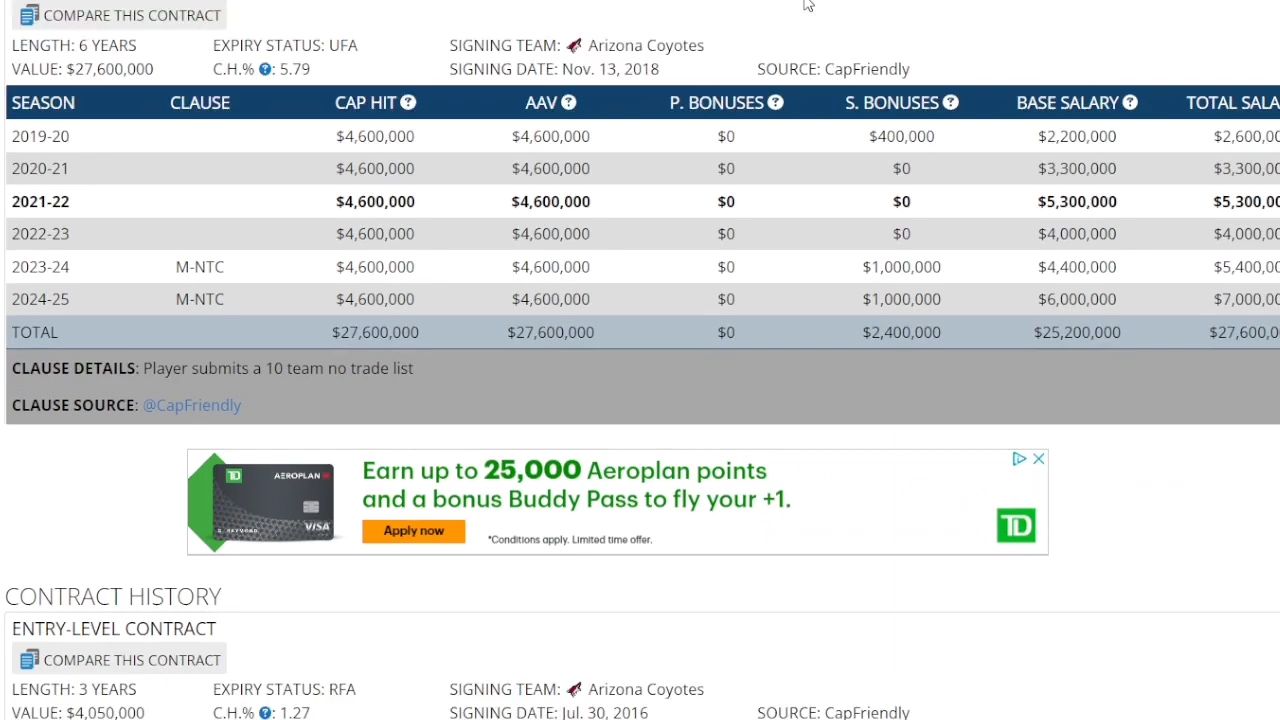 COMPARE THIS CONTRACT
LENGTH: 6 YEARS EXPIRY STATUS: UFA SIGNING TEAM: Arizona Coyotes
VALUE: $27,600,000 C.H.% ?: 5.79 SIGNING DATE: Nov. 13, 2018 SOURCE: CapFriendly
SEASON CLAUSE CAP HIT ? AAV ? P. BONUSES ? S. BONUSES ? BASE SALARY ? TOTAL SALA
2019-20 $4,600,000 $4,600,000 $0 $400,000 $2,200,000 $2,600,00
2020-21 $4,600,000 $4,600,000 $0 $0 $3,300,000 $3,300,00
2021-22 $4,600,000 $4,600,000 $0 $0 $5,300,000 $5,300,00
2022-23 $4,600,000 $4,600,000 $0 $0 $4,000,000 $4,000,00
2023-24 M-NTC $4,600,000 $4,600,000 $0 $1,000,000 $4,400,000 $5,400,00
2024-25 M-NTC $4,600,000 $4,600,000 $0 $1,000,000 $6,000,000 $7,000,00
TOTAL $27,600,000 $27,600,000 $0 $2,400,000 $25,200,000 $27,600,0
CLAUSE DETAILS: Player submits a 10 team no trade list
CLAUSE SOURCE: @CapFriendly
TD AEROPLAN
VISA
Earn up to 25,000 Aeroplan points
and a bonus Buddy Pass to fly your +1.
Apply now *Conditions apply. Limited time offer.
TD
CONTRACT HISTORY
ENTRY-LEVEL CONTRACT
COMPARE THIS CONTRACT
LENGTH: 3 YEARS EXPIRY STATUS: RFA SIGNING TEAM: Arizona Coyotes
VALUE: $4,050,000 C.H.% ?: 1.27 SIGNING DATE: Jul. 30, 2016 SOURCE: CapFriendly